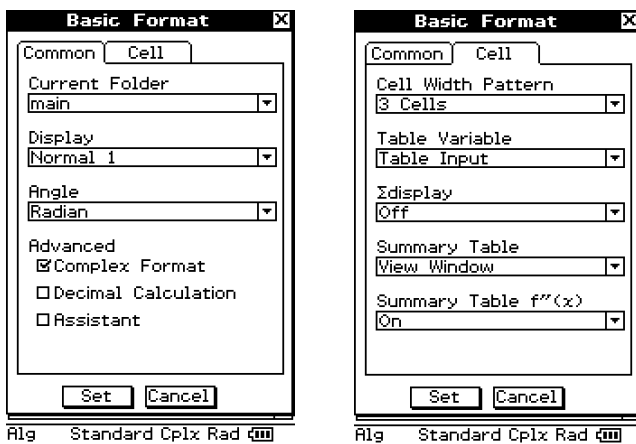 Basic Format
Common Cell
Current Folder
main
Display
Normal 1
Angle
Radian
Advanced
Complex Format
Decimal Calculation
Assistant
Set Cancel
Alg Standard Cplx Rad
Basic Format
Common Cell
Cell Width Pattern
3 Cells
Table Variable
Table Input
Σdisplay
Off
Summary Table
View Window
Summary Table f″(x)
On
Set Cancel
Alg Standard Cplx Rad